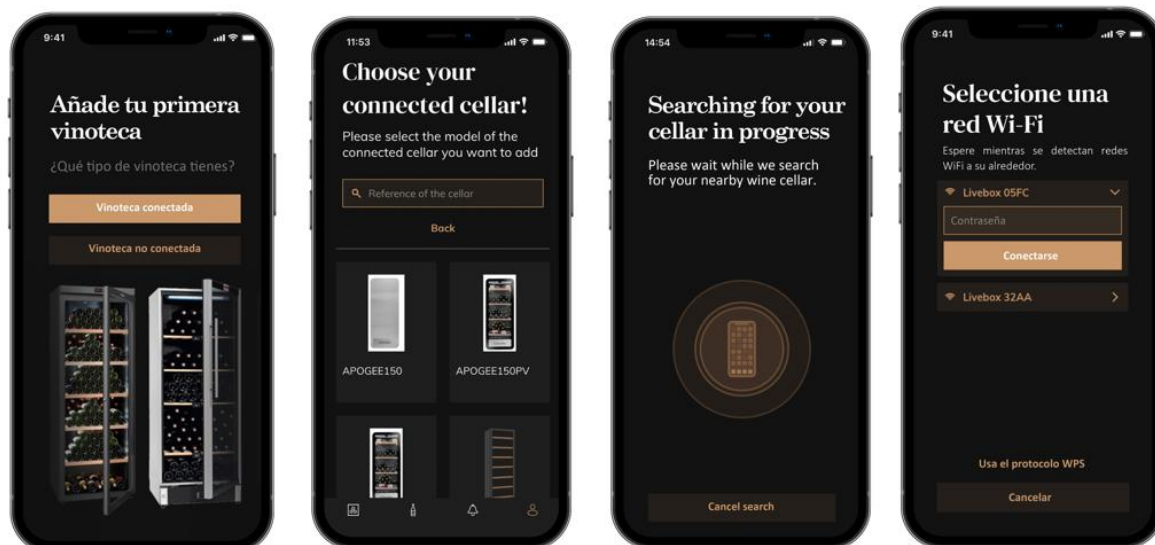 9:41
Añade tu primera
vinoteca
¿Qué tipo de vinoteca tienes?
Vinoteca conectada
Vinoteca no conectada
11:53
Choose your
connected cellar!
Please select the model of the
connected cellar you want to add
Reference of the cellar
Back
APOGEE150
APOGEE150PV
14:54
Searching for your
cellar in progress
Please wait while we search
for your nearby wine cellar.
Cancel search
9:41
Seleccione una
red Wi-Fi
Espere mientras se detectan redes
WiFi a su alrededor.
Livebox 05FC
Contraseña
Conectarse
Livebox 32AA
Usa el protocolo WPS
Cancelar